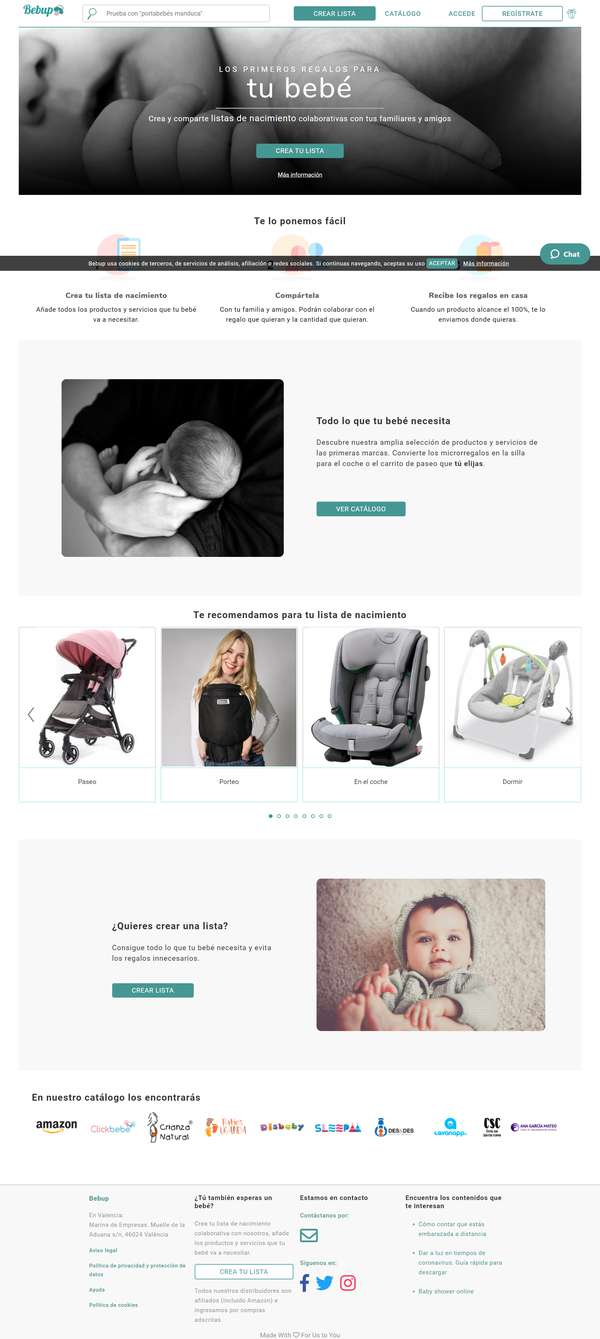 Bebup
Prueba con "portabebés manduca"
CREAR LISTA
CATÁLOGO
ACCEDE
REGÍSTRATE
LOS PRIMEROS REGALOS PARA
tu bebé
Crea y comparte listas de nacimiento colaborativas con tus familiares y amigos
CREA TU LISTA
Más información
Te lo ponemos fácil
Bebup usa cookies de terceros, de servicios de análisis, afiliación o redes sociales. Si continuas navegando, aceptas su uso ACEPTAR Más información
Chat
Crea tu lista de nacimiento
Añade todos los productos y servicios que tu bebé
va a necesitar.
Compártela
Con tu familia y amigos. Podrán colaborar con el
regalo que quieran y la cantidad que quieran.
Recibe los regalos en casa
Cuando un producto alcance el 100%, te lo
enviamos donde quieras.
Todo lo que tu bebé necesita
Descubre nuestra amplia selección de productos y servicios de
las primeras marcas. Convierte los microrregalos en la silla
para el coche o el carrito de paseo que tú elijas.
VER CATÁLOGO
Te recomendamos para tu lista de nacimiento
Paseo
Porteo
En el coche
Dormir
¿Quieres crear una lista?
Consigue todo lo que tu bebé necesita y evita
los regalos innecesarios.
CREAR LISTA
En nuestro catálogo los encontrarás
amazon
Clickbebe
Crianza
Natural
Disbeby
SLEEPAA
DESIDES
lavanapp
CSC
ANA GARCÍA MATEO
Bebup
En Valencia:
Marina de Empresas. Muelle de la
Aduana s/n, 46024 València
Aviso legal
Política de privacidad y protección de
datos
Ayuda
Política de cookies
¿Tú también esperas un
bebé?
Crea tu lista de nacimiento
colaborativa con nosotros, añade
los productos y servicios que tu
bebé va a necesitar.
CREA TU LISTA
Todos nuestros distribuidores son
afiliados (incluido Amazon) e
ingresamos por compras
adscritas.
Estamos en contacto
Contáctanos por:
Síguenos en:
Encuentra los contenidos que
te interesan
Cómo contar que estás
embarazada a distancia
Dar a luz en tiempos de
coronavirus. Guía rápida para
descargar
Baby shower online
Made With For Us to You